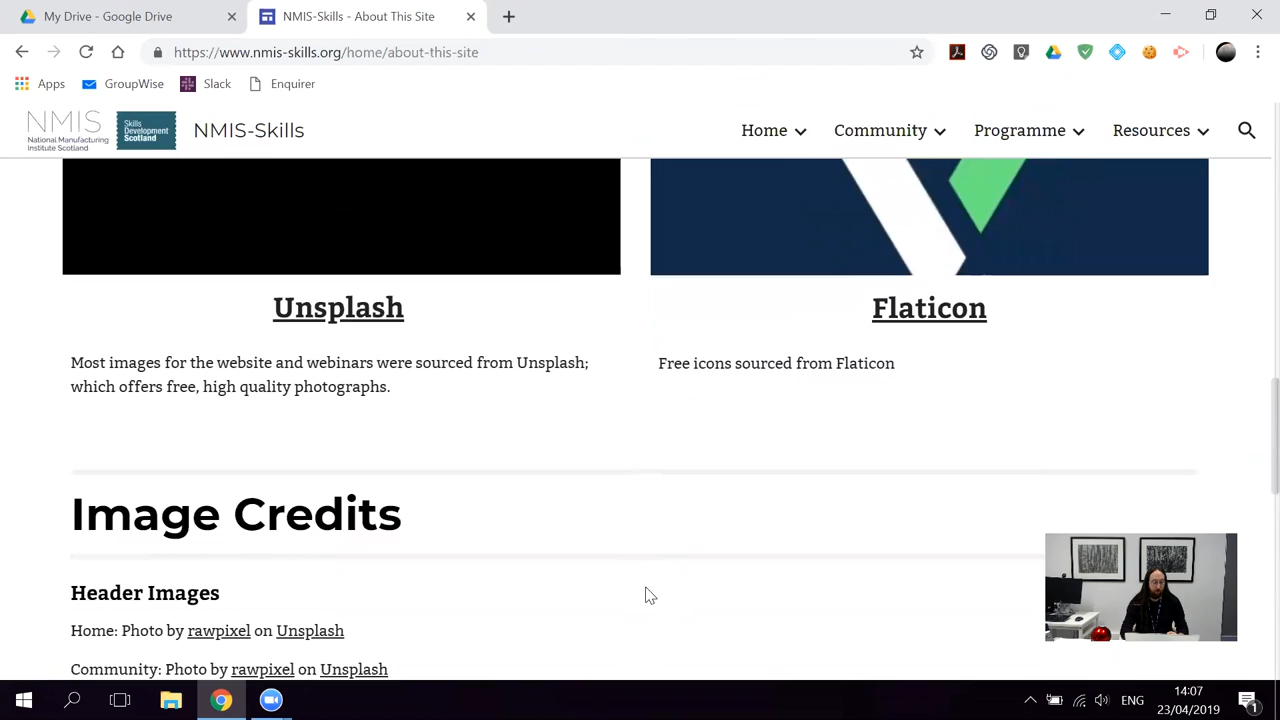 My Drive - Google Drive
NMIS-Skills - About This Site
https://www.nmis-skills.org/home/about-this-site
Apps
GroupWise
Slack
Enquirer
NMIS
National Manufacturing
Institute Scotland
Skills
Development
Scotland
NMIS-Skills
Home
Community
Programme
Resources
Unsplash
Flaticon
Most images for the website and webinars were sourced from Unsplash;
which offers free, high quality photographs.
Free icons sourced from Flaticon
Image Credits
Header Images
Home: Photo by rawpixel on Unsplash
Community: Photo by rawpixel on Unsplash
ENG
14:07
23/04/2019
1